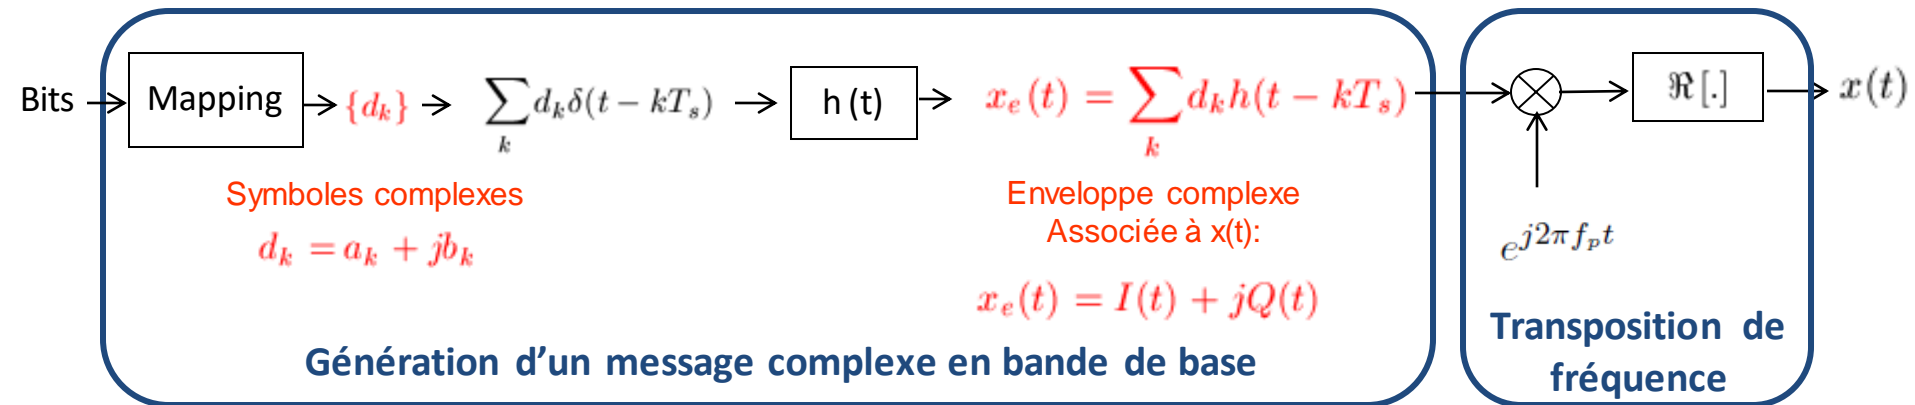 Bits
Mapping
{d_k}
∑_k d_k δ(t − kT_s)
h (t)
x_e(t) = ∑_k d_k h(t − kT_s)
ℜ[.]
x(t)
Symboles complexes
d_k = a_k + jb_k
Enveloppe complexe
Associée à x(t):
x_e(t) = I(t) + jQ(t)
e^{j2πf_p t}
Génération d'un message complexe en bande de base
Transposition de
fréquence